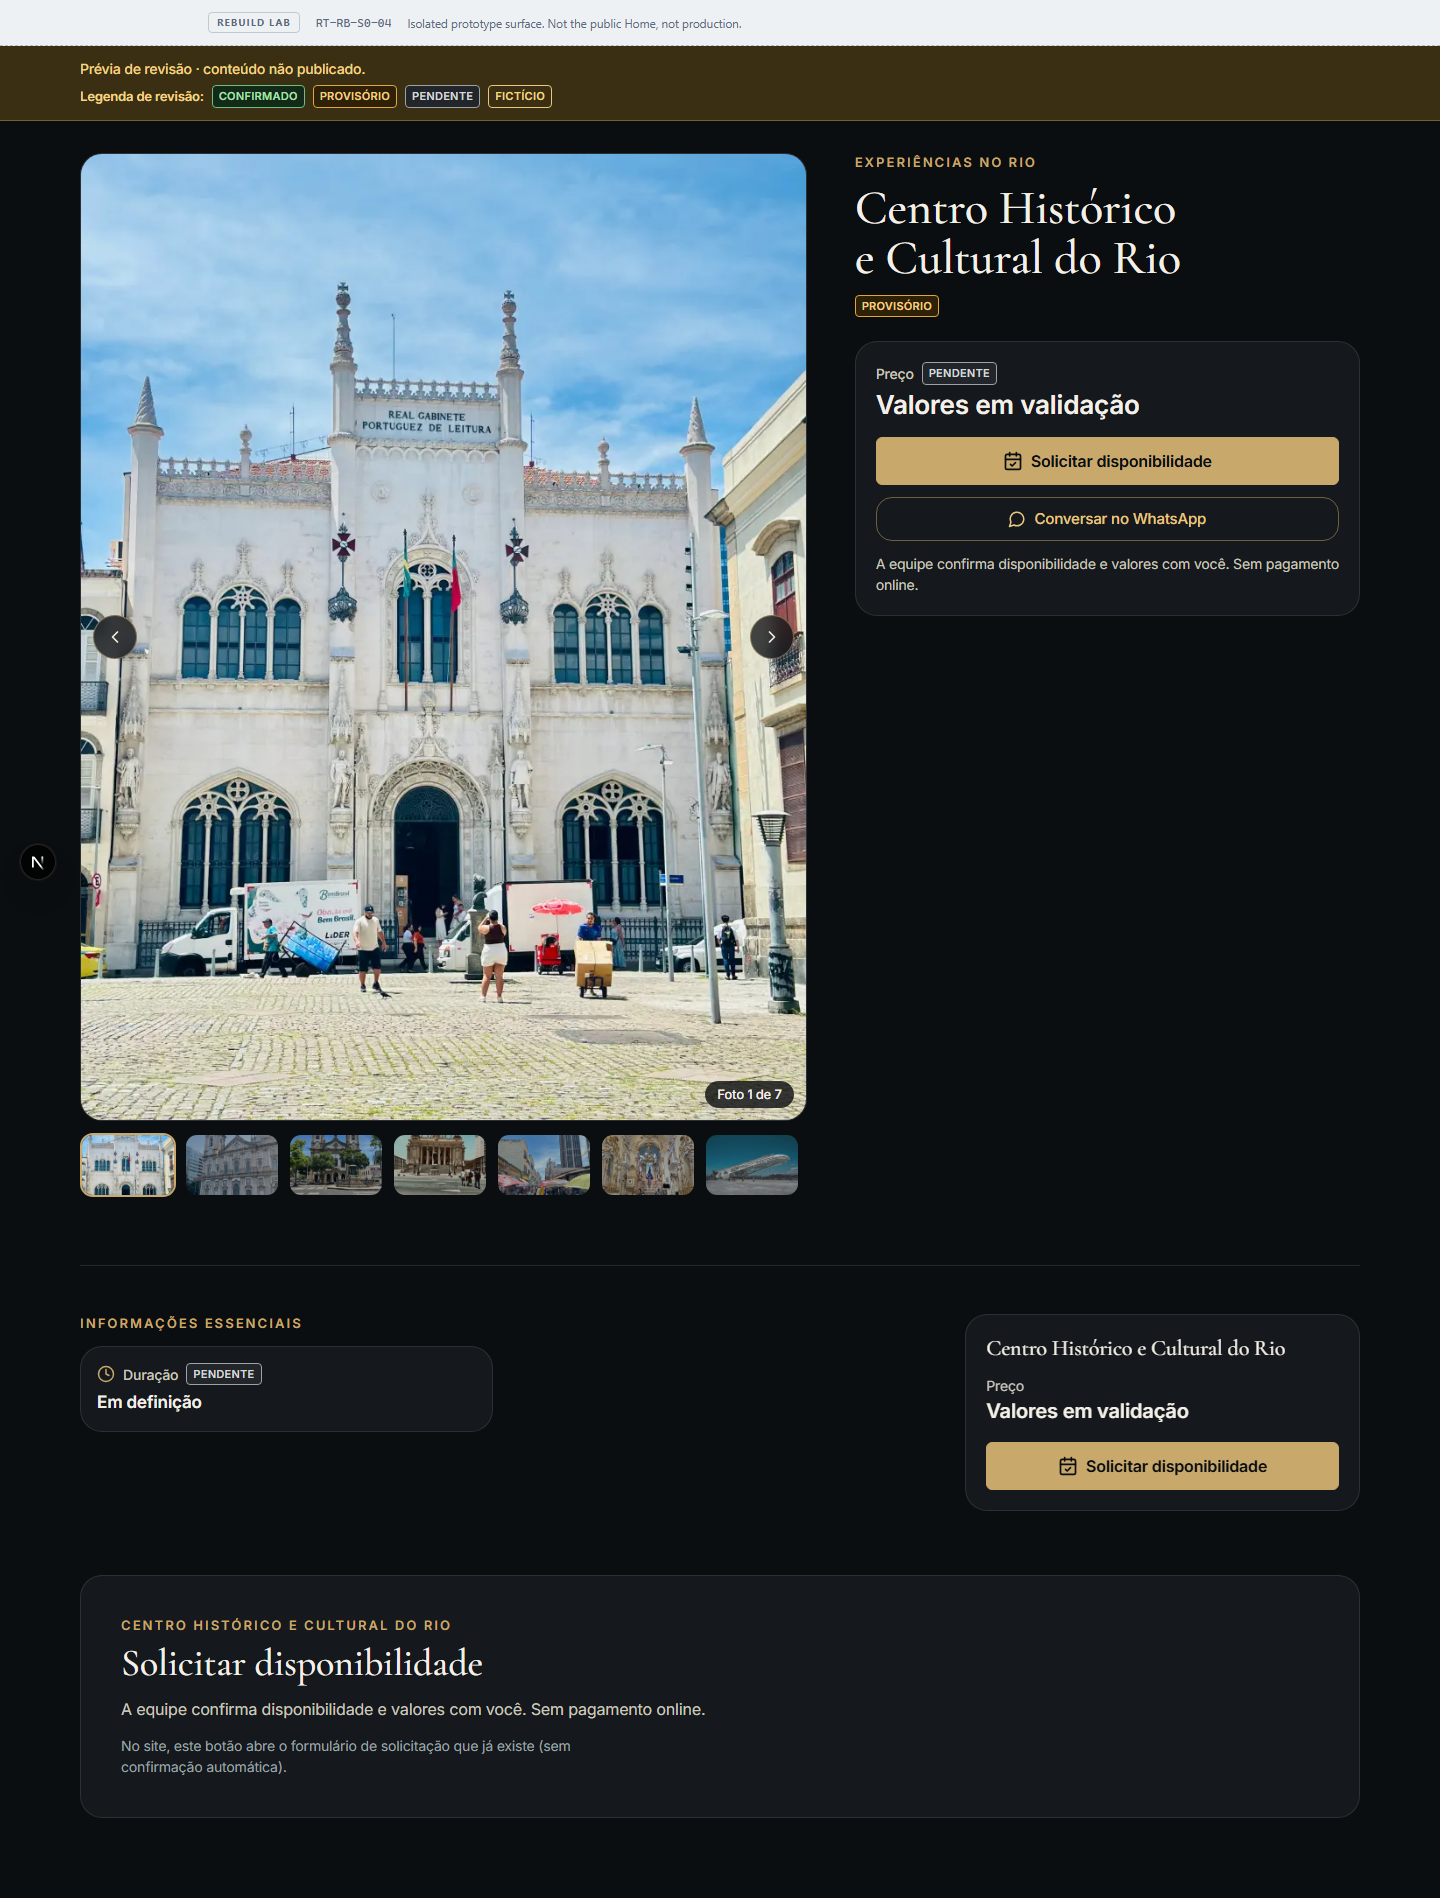 REBUILD LAB RT-RB-S0-04 Isolated prototype surface. Not the public Home, not production.
Prévia de revisão · conteúdo não publicado.
Legenda de revisão: CONFIRMADO PROVISÓRIO PENDENTE FICTÍCIO
REAL GABINETE
PORTUGUEZ DE LEITURA
Bem Brasil
LIDER
Foto 1 de 7
EXPERIÊNCIAS NO RIO
Centro Histórico
e Cultural do Rio
PROVISÓRIO
Preço PENDENTE
Valores em validação
Solicitar disponibilidade
Conversar no WhatsApp
A equipe confirma disponibilidade e valores com você. Sem pagamento
online.
N
INFORMAÇÕES ESSENCIAIS
Duração PENDENTE
Em definição
Centro Histórico e Cultural do Rio
Preço
Valores em validação
Solicitar disponibilidade
CENTRO HISTÓRICO E CULTURAL DO RIO
Solicitar disponibilidade
A equipe confirma disponibilidade e valores com você. Sem pagamento online.
No site, este botão abre o formulário de solicitação que já existe (sem
confirmação automática).